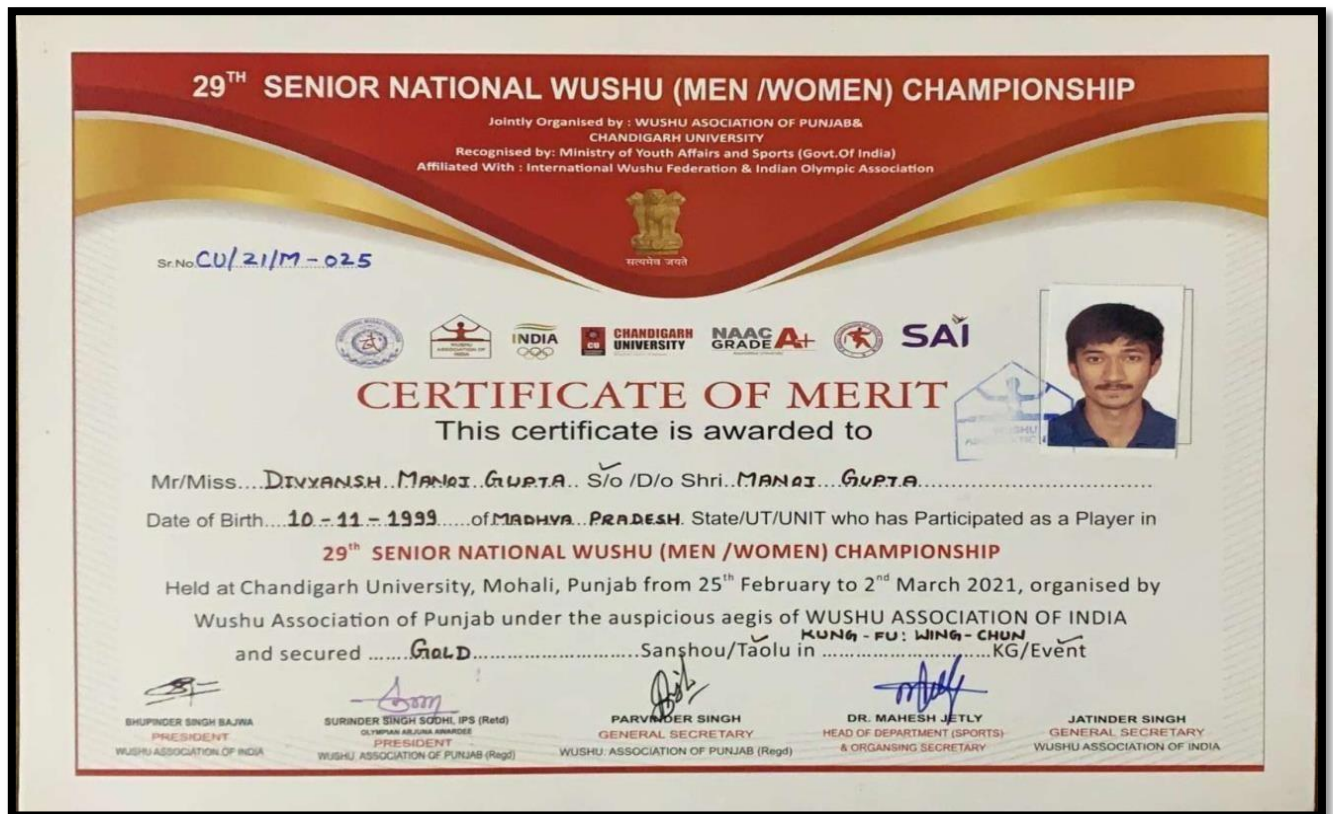 29TH SENIOR NATIONAL WUSHU (MEN /WOMEN) CHAMPIONSHIP
Jointly Organised by : WUSHU ASOCIATION OF PUNJAB&
CHANDIGARH UNIVERSITY
Recognised by: Ministry of Youth Affairs and Sports (Govt.Of India)
Affiliated With : International Wushu Federation & Indian Olympic Association
सत्यमेव जयते
Sr.No.CU/21/M-025
WUSHU ASSOCIATION OF INDIA
INDIA
CU CHANDIGARH UNIVERSITY
NAAC GRADE A+
SAI
CERTIFICATE OF MERIT
This certificate is awarded to
Mr/Miss....DIVYANSH..MANOJ..GUPTA.. S/o /D/o Shri..MANOJ...GUPTA.................................
Date of Birth....10-11-1999.....of MADHVA...PRADESH. State/UT/UNIT who has Participated as a Player in
29th SENIOR NATIONAL WUSHU (MEN /WOMEN) CHAMPIONSHIP
Held at Chandigarh University, Mohali, Punjab from 25th February to 2nd March 2021, organised by
Wushu Association of Punjab under the auspicious aegis of WUSHU ASSOCIATION OF INDIA
KUNG-FU: WING-CHUN
and secured ......GOLD........................Sanshou/Taolu in ............................KG/Event
BHUPINDER SINGH BAJWA
PRESIDENT
WUSHU ASSOCIATION OF INDIA
SURINDER SINGH SODHI, IPS (Retd)
OLYMPIAN ARJUNA AWARDEE
PRESIDENT
WUSHU ASSOCIATION OF PUNJAB (Regd)
PARVINDER SINGH
GENERAL SECRETARY
WUSHU. ASSOCIATION OF PUNJAB (Regd)
DR. MAHESH JETLY
HEAD OF DEPARTMENT (SPORTS)
& ORGANSING SECRETARY
JATINDER SINGH
GENERAL SECRETARY
WUSHU ASSOCIATION OF INDIA